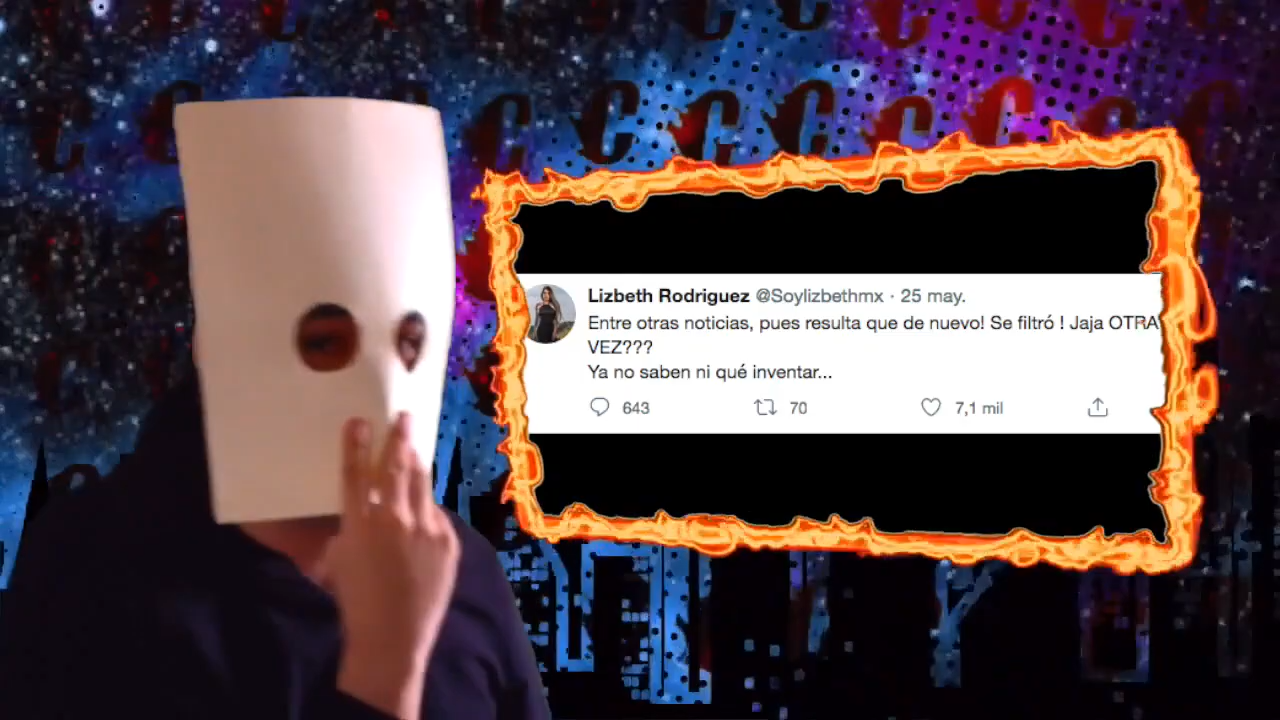 C C C C C C C C
C C C C C C C C
Lizbeth Rodriguez @Soylizbethmx · 25 may.
Entre otras noticias, pues resulta que de nuevo! Se filtró ! Jaja OTRA
VEZ???
Ya no saben ni qué inventar...
643 70 7,1 mil